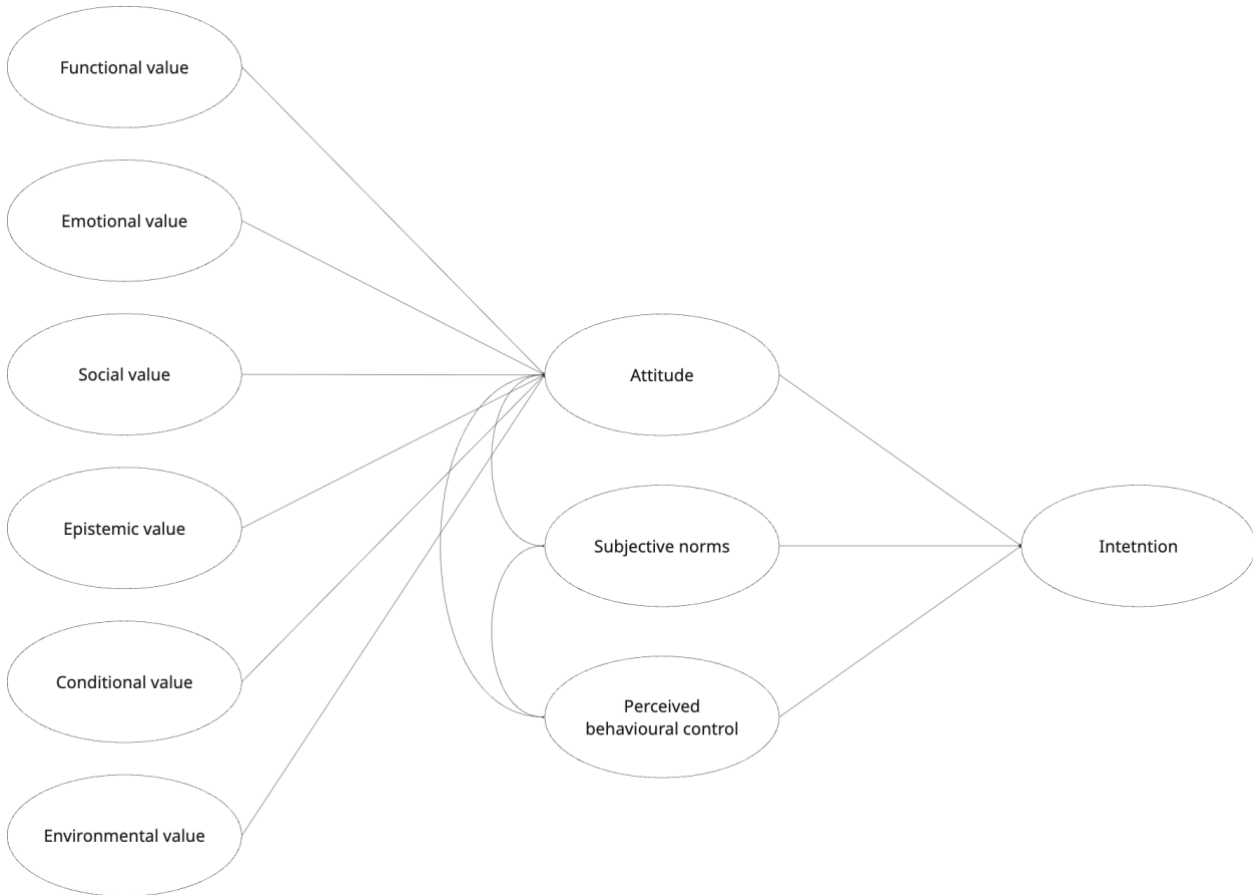 Functional value
Emotional value
Social value
Epistemic value
Conditional value
Environmental value
Attitude
Subjective norms
Perceived
behavioural control
Intetntion